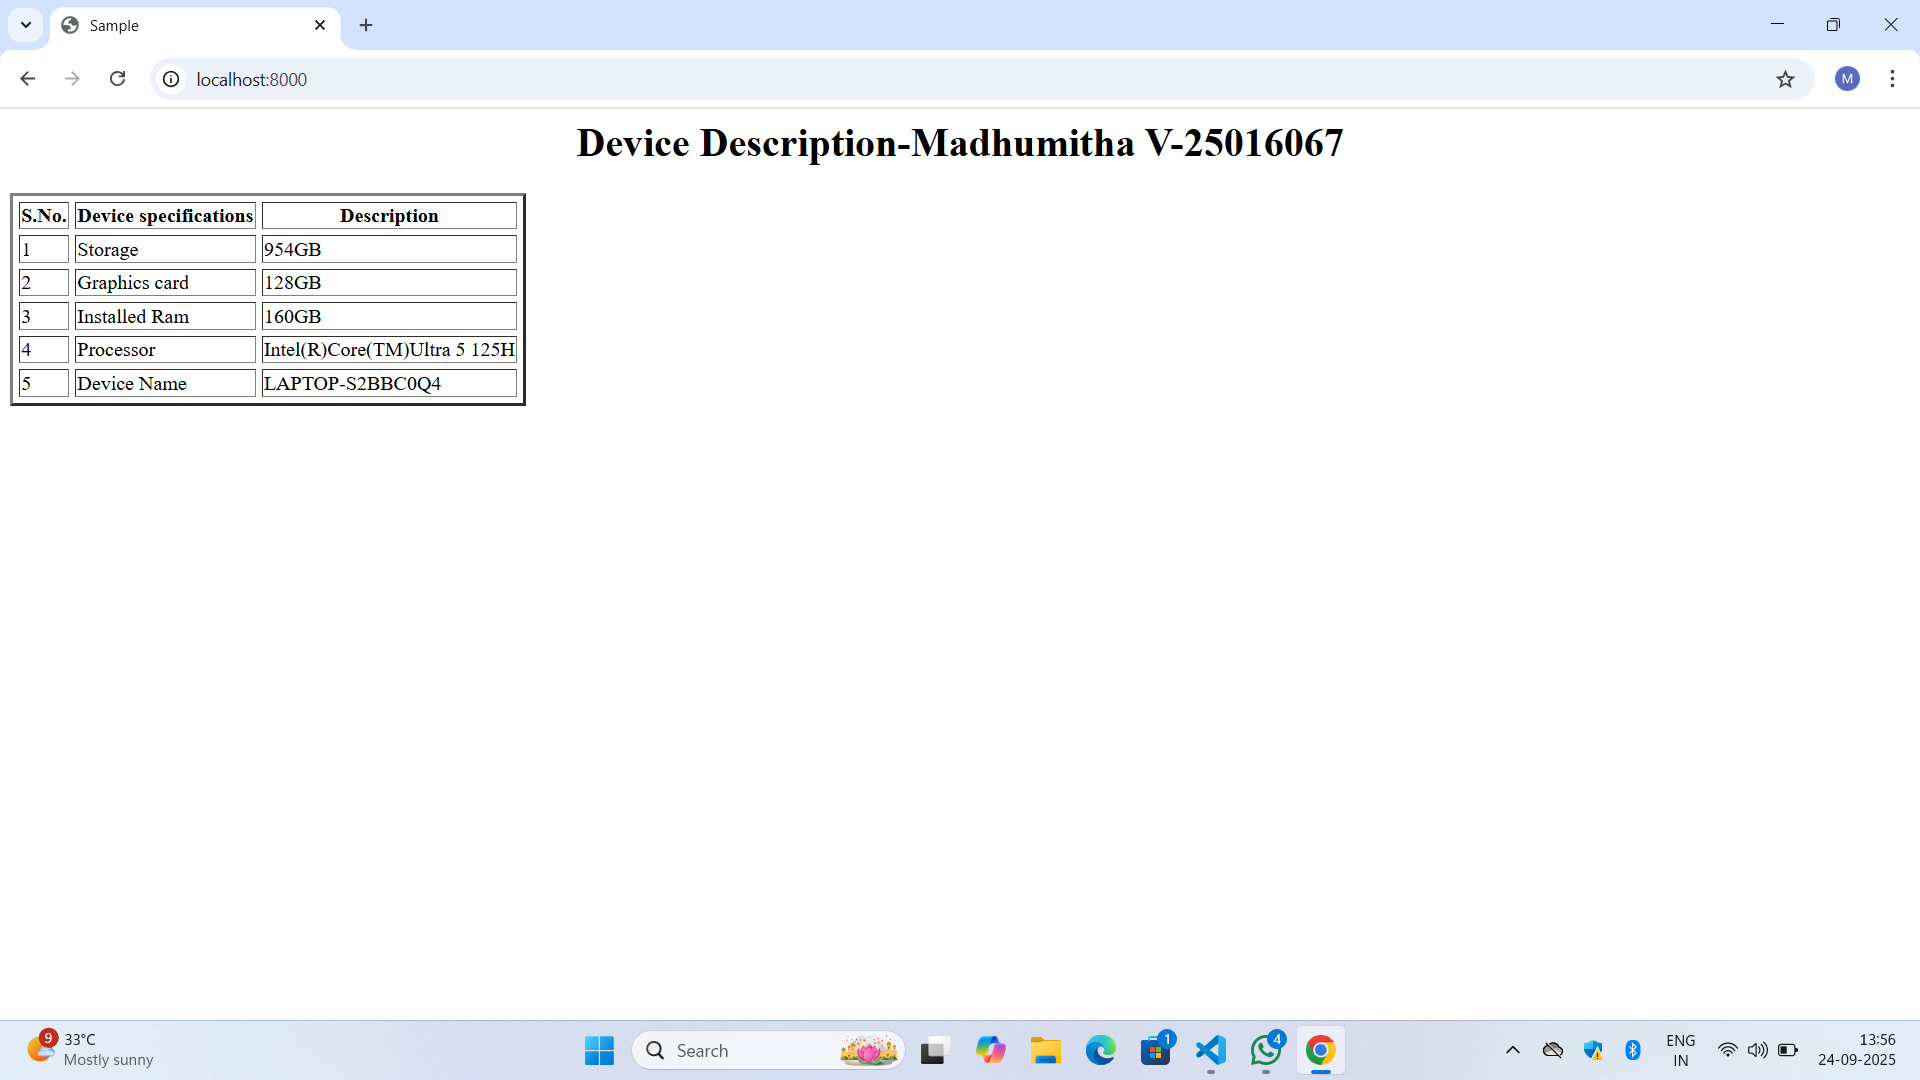 Sample
localhost:8000
M
Device Description-Madhumitha V-25016067
S.No. Device specifications Description
1 Storage 954GB
2 Graphics card 128GB
3 Installed Ram 160GB
4 Processor Intel(R)Core(TM)Ultra 5 125H
5 Device Name LAPTOP-S2BBC0Q4
9 33°C
Mostly sunny
Search
1
4
ENG
IN
13:56
24-09-2025